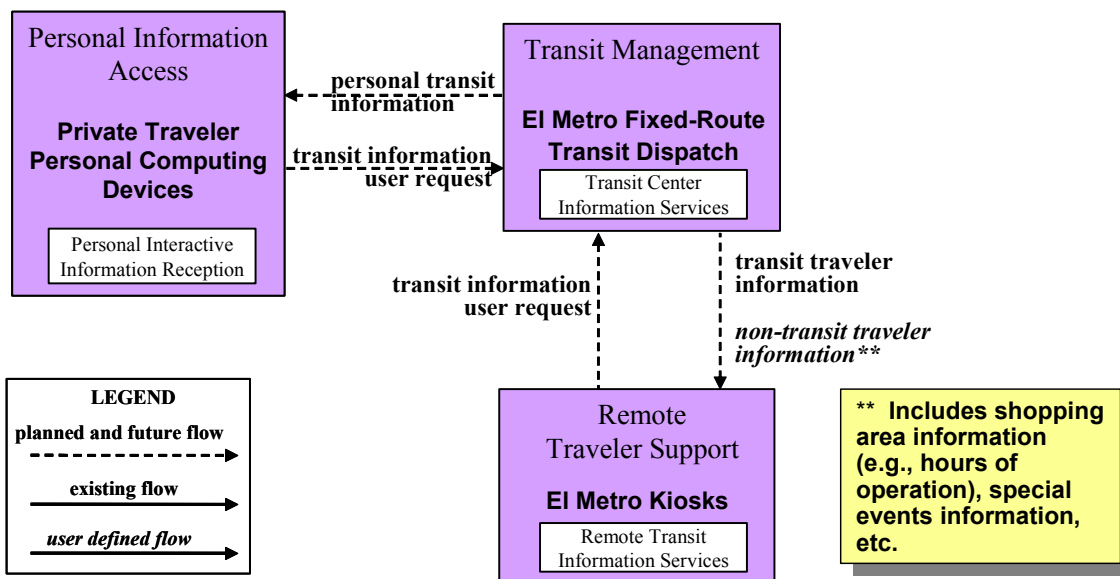 Personal Information
Access
Private Traveler
Personal Computing
Devices
Personal Interactive
Information Reception
personal transit
information
transit information
user request
Transit Management
El Metro Fixed-Route
Transit Dispatch
Transit Center
Information Services
transit information
user request
transit traveler
information
non-transit traveler
information**
LEGEND
planned and future flow
existing flow
user defined flow
Remote
Traveler Support
El Metro Kiosks
Remote Transit
Information Services
** Includes shopping
area information
(e.g., hours of
operation), special
events information,
etc.